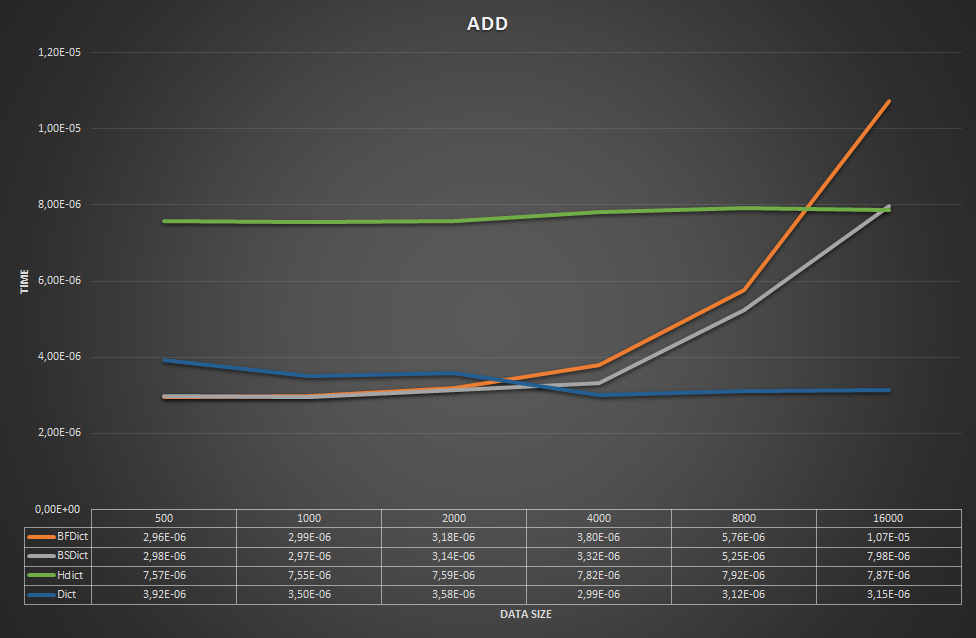 ADD
1,20E-05
1,00E-05
8,00E-06
6,00E-06
TIME
4,00E-06
2,00E-06
0,00E+00
500 1000 2000 4000 8000 16000
BFDict 2,96E-06 2,99E-06 3,18E-06 3,80E-06 5,76E-06 1,07E-05
BSDict 2,98E-06 2,97E-06 3,14E-06 3,32E-06 5,25E-06 7,98E-06
Hdict 7,57E-06 7,55E-06 7,59E-06 7,82E-06 7,92E-06 7,87E-06
Dict 3,92E-06 3,50E-06 3,58E-06 2,99E-06 3,12E-06 3,15E-06
DATA SIZE